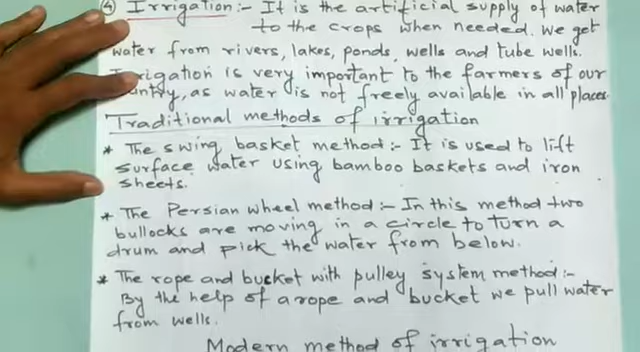 ④ Irrigation:- It is the artificial supply of water
to the crops when needed. We get
water from rivers, lakes, ponds, wells and tube wells.
Irrigation is very important to the farmers of our
untry, as water is not freely available in all places.
Traditional methods of irrigation
* The swing basket method:- It is used to lift
surface water using bamboo baskets and iron
sheets.
* The Persian wheel method:- In this method two
bullocks are moving in a circle to turn a
drum and pick the water from below.
* The rope and bucket with pulley system method:-
By the help of a rope and bucket we pull water
from wells.
Modern method of irrigation